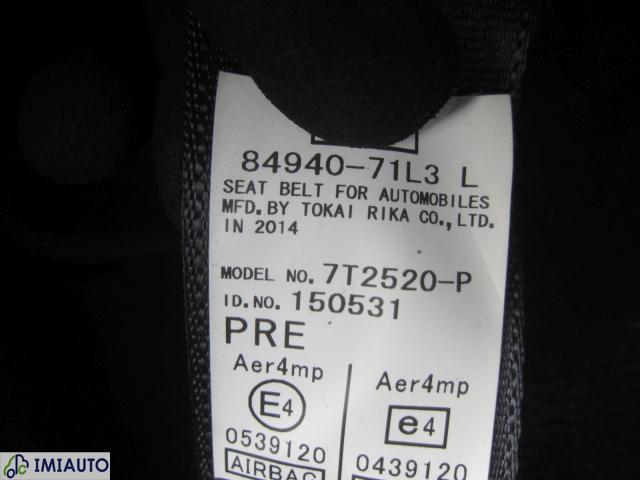 84940-71L3 L
SEAT BELT FOR AUTOMOBILES
MFD. BY TOKAI RIKA CO., LTD.
IN 2014
MODEL NO. 7T2520-P
ID. NO. 150531
PRE
Aer4mp
E4
0539120
AIRBAG
Aer4mp
e4
0439120
IMIAUTO